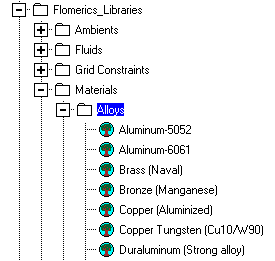 Flomerics_Libraries
Ambients
Fluids
Grid Constraints
Materials
Alloys
Aluminum-5052
Aluminum-6061
Brass (Naval)
Bronze (Manganese)
Copper (Aluminized)
Copper Tungsten (Cu10/W90)
Duraluminum (Strong alloy)